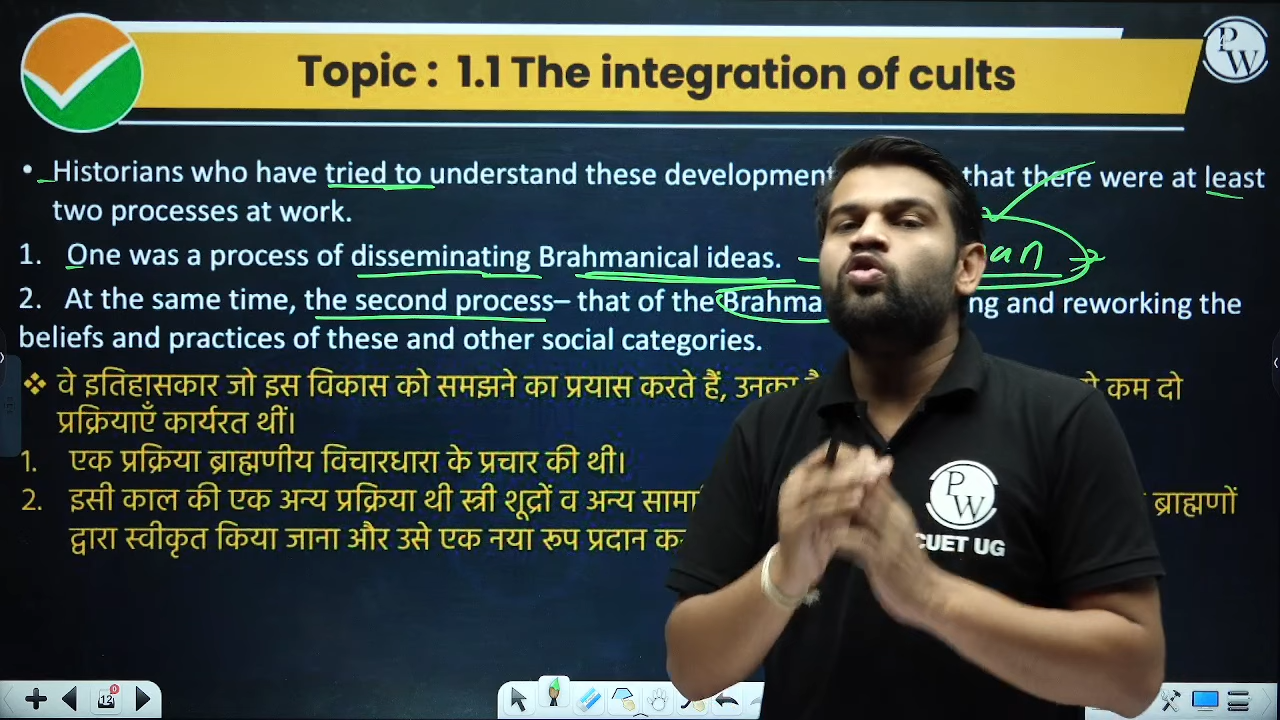 Topic : 1.1 The integration of cults
PW
• Historians who have tried to understand these development that there were at least
two processes at work.
1. One was a process of disseminating Brahmanical ideas. an
2. At the same time, the second process– that of the Brahma ng and reworking the
beliefs and practices of these and other social categories.
❖ वे इतिहासकार जो इस विकास को समझने का प्रयास करते हैं, उनका कम दो
प्रक्रियाएँ कार्यरत थीं।
1. एक प्रक्रिया ब्राह्मणीय विचारधारा के प्रचार की थी।
2. इसी काल की एक अन्य प्रक्रिया थी स्त्री शूद्रों व अन्य सामा ब्राह्मणों
द्वारा स्वीकृत किया जाना और उसे एक नया रूप प्रदान कर
PW
CUET UG
12